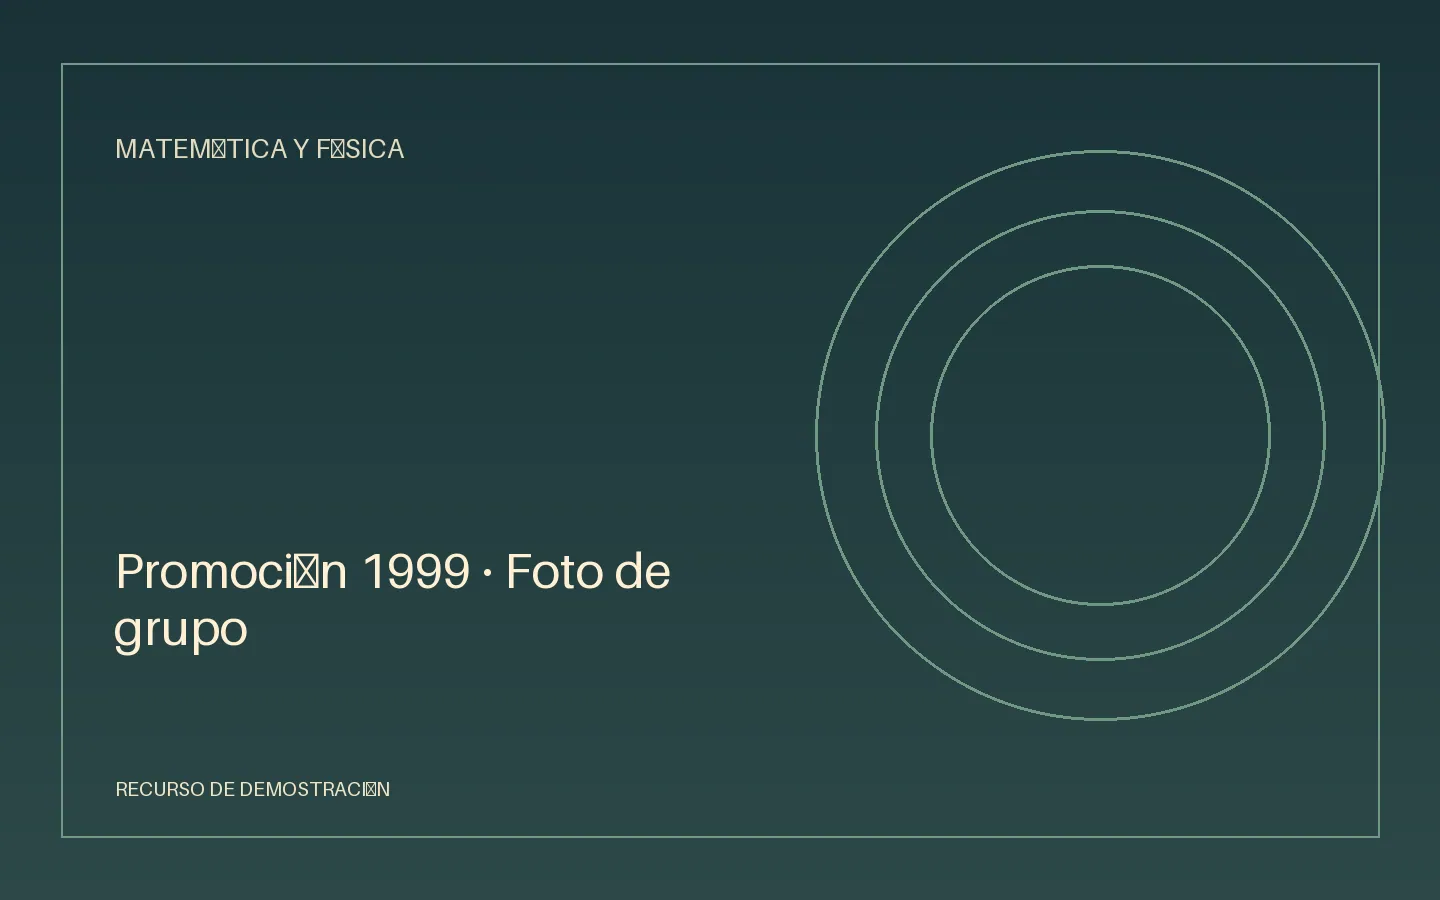 MATEM☒TICA Y F☒SICA
Promoci☒n 1999 · Foto de
grupo
RECURSO DE DEMOSTRACI☒N